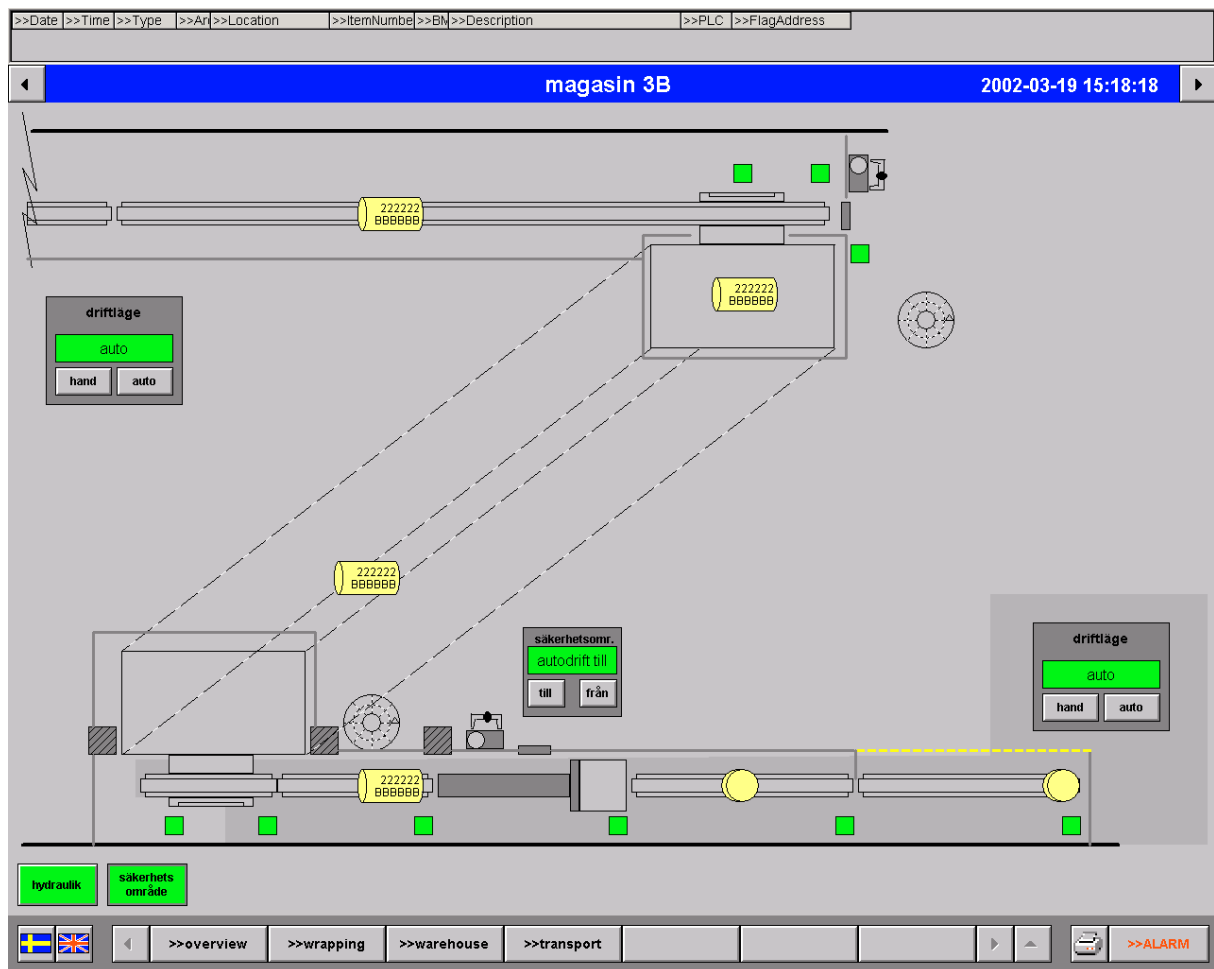 >>Date >>Time >>Type >>Ar >>Location >>ItemNumbe >>BM >>Description >>PLC >>FlagAddress
magasin 3B 2002-03-19 15:18:18
222222
BBBBBB
222222
BBBBBB
driftläge
auto
hand auto
222222
BBBBBB
säkerhetsomr.
autodrift till
till från
driftläge
auto
hand auto
222222
BBBBBB
hydraulik
säkerhets
område
>>overview >>wrapping >>warehouse >>transport >>ALARM